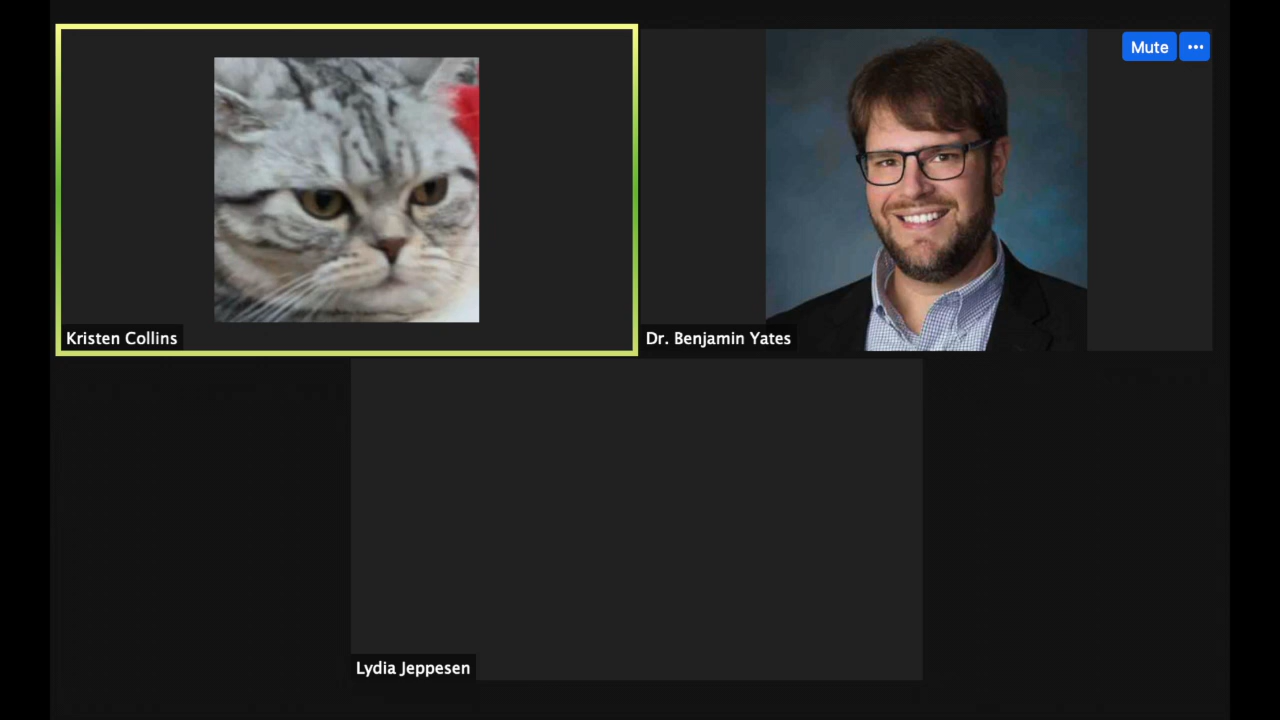 Mute
Kristen Collins
Dr. Benjamin Yates
Lydia Jeppesen